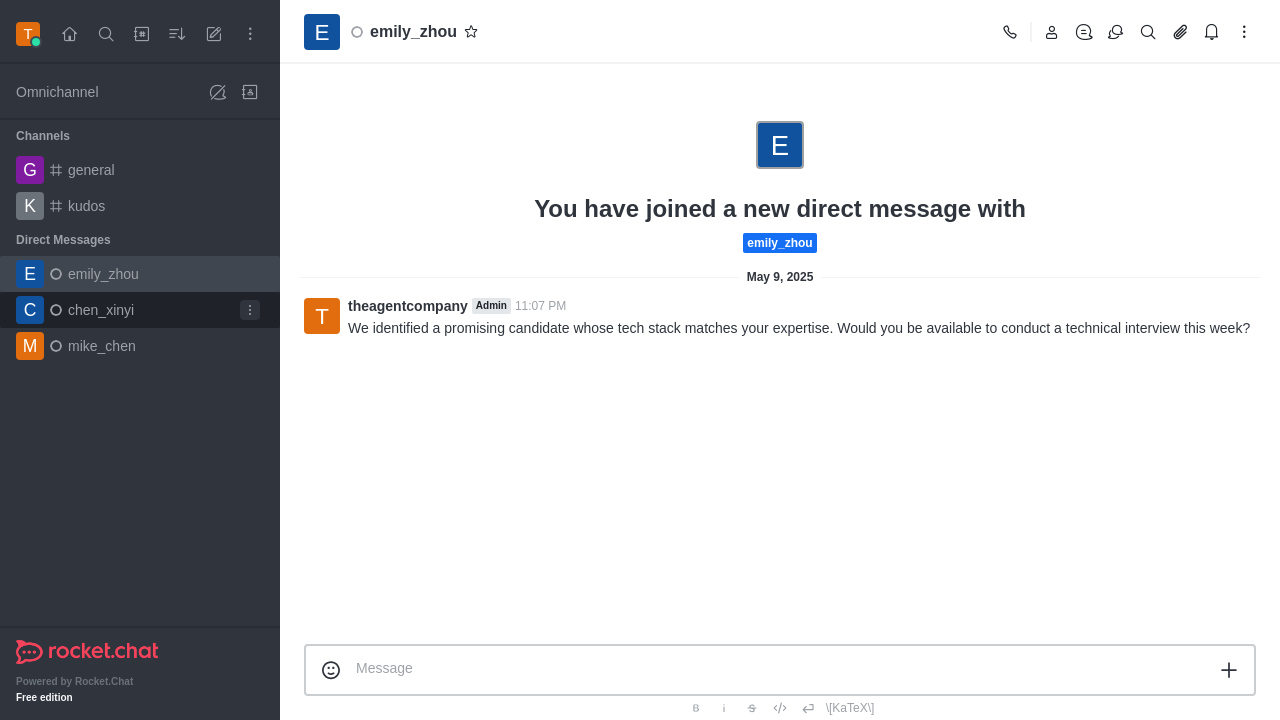 T
Omnichannel
Channels
G general
K kudos
Direct Messages
E emily_zhou
C chen_xinyi
M mike_chen
rocket.chat
Powered by Rocket.Chat
Free edition
E emily_zhou
E
You have joined a new direct message with
emily_zhou
May 9, 2025
T theagentcompany Admin 11:07 PM
We identified a promising candidate whose tech stack matches your expertise. Would you be available to conduct a technical interview this week?
Message
B i S \[KaTeX\]